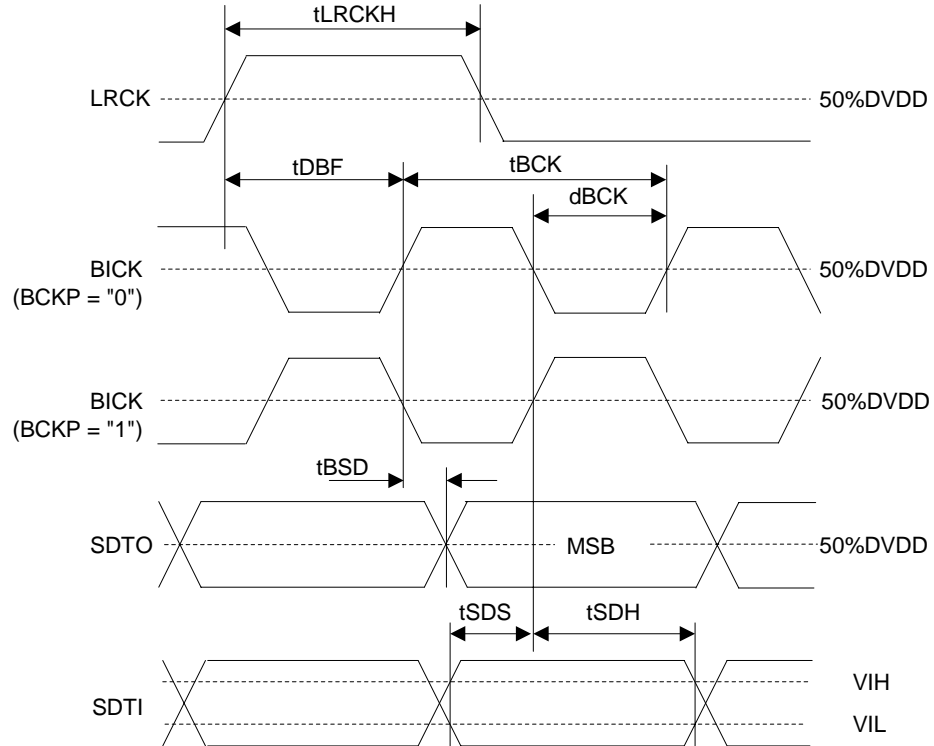 tLRCKH
LRCK
50%DVDD
tDBF
tBCK
dBCK
BICK
(BCKP = "0")
50%DVDD
BICK
(BCKP = "1")
50%DVDD
tBSD
SDTO
MSB
50%DVDD
tSDS
tSDH
SDTI
VIH
VIL